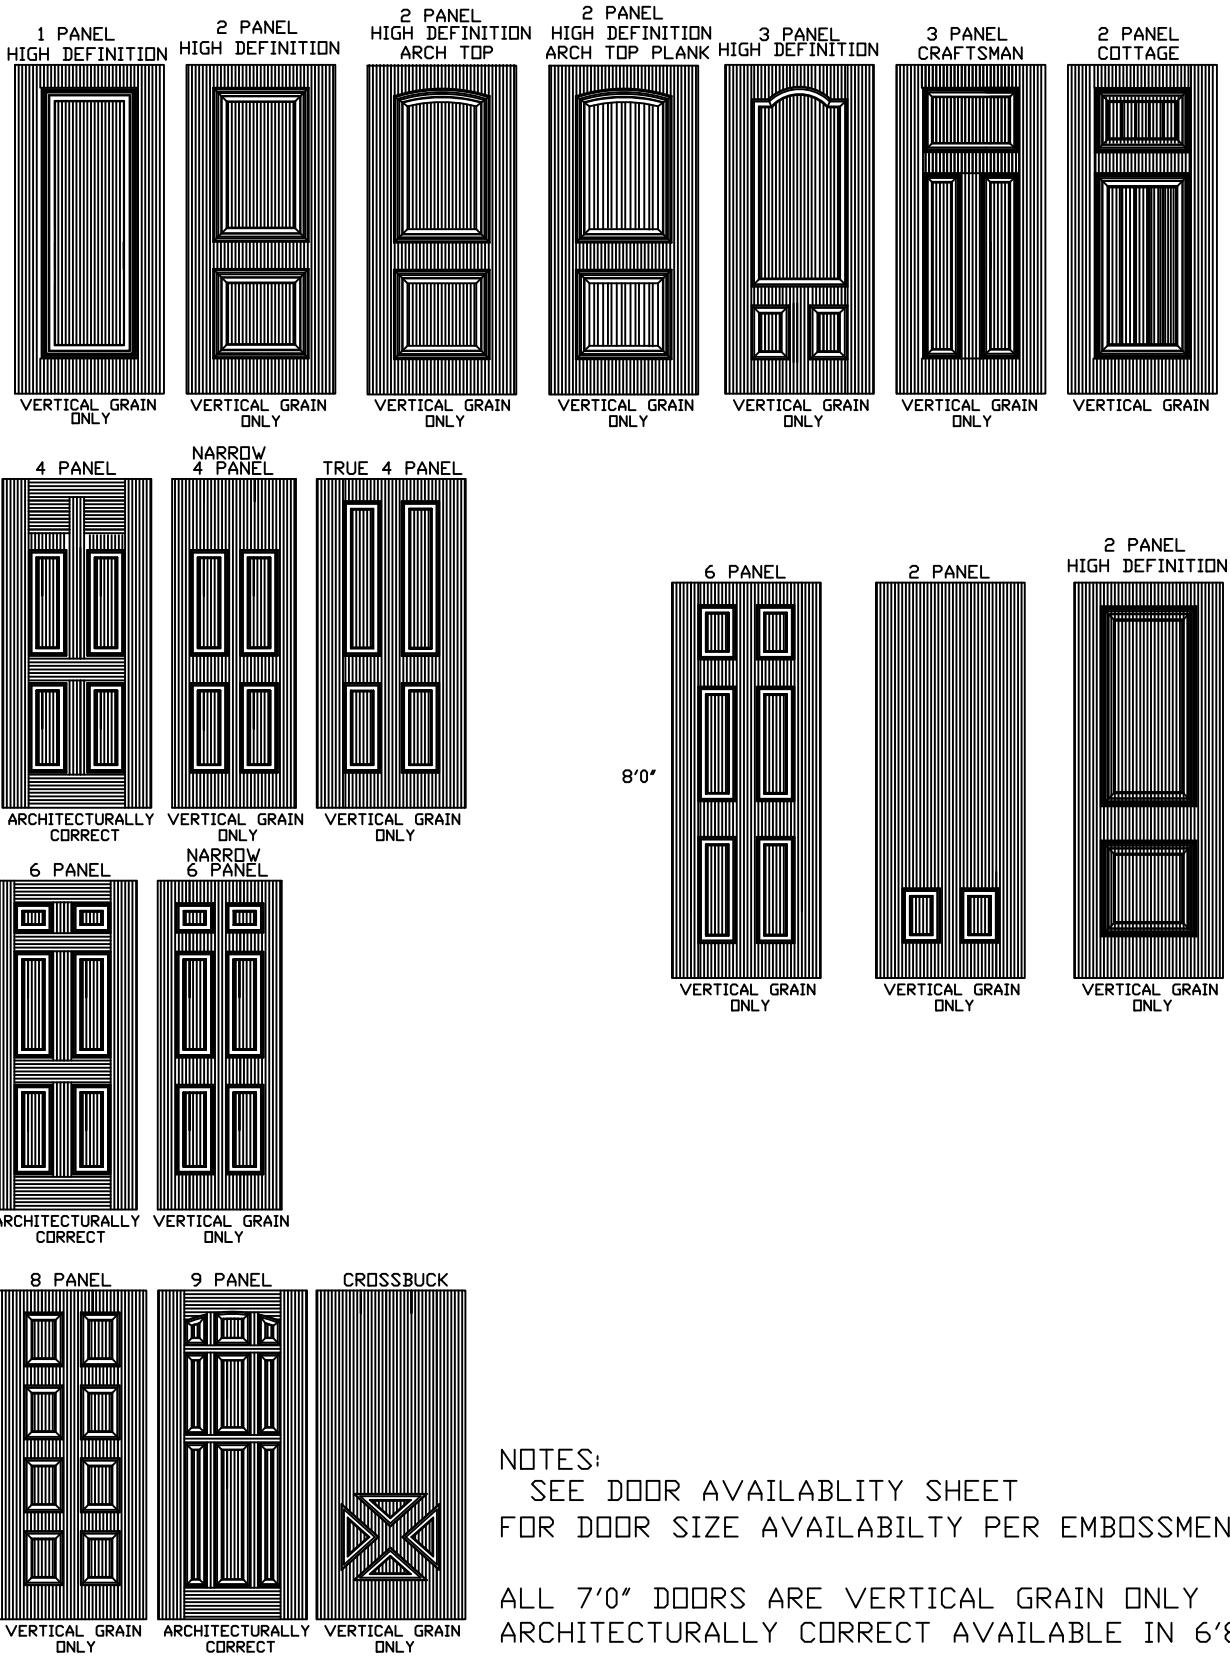 1 PANEL
HIGH DEFINITION
2 PANEL
HIGH DEFINITION
2 PANEL
HIGH DEFINITION
ARCH TOP
2 PANEL
HIGH DEFINITION
ARCH TOP PLANK
3 PANEL
HIGH DEFINITION
3 PANEL
CRAFTSMAN
2 PANEL
COTTAGE
VERTICAL GRAIN
ONLY
VERTICAL GRAIN
ONLY
VERTICAL GRAIN
ONLY
VERTICAL GRAIN
ONLY
VERTICAL GRAIN
ONLY
VERTICAL GRAIN
ONLY
VERTICAL GRAIN
4 PANEL
NARROW
4 PANEL
TRUE 4 PANEL
ARCHITECTURALLY
CORRECT
VERTICAL GRAIN
ONLY
VERTICAL GRAIN
ONLY
6 PANEL
2 PANEL
2 PANEL
HIGH DEFINITION
8'0"
VERTICAL GRAIN
ONLY
VERTICAL GRAIN
ONLY
VERTICAL GRAIN
ONLY
6 PANEL
NARROW
6 PANEL
ARCHITECTURALLY
CORRECT
VERTICAL GRAIN
ONLY
8 PANEL
9 PANEL
CROSSBUCK
VERTICAL GRAIN
ONLY
ARCHITECTURALLY
CORRECT
VERTICAL GRAIN
ONLY
NOTES:
SEE DOOR AVAILABLITY SHEET
FOR DOOR SIZE AVAILABILTY PER EMBOSSMEN
ALL 7'0" DOORS ARE VERTICAL GRAIN ONLY
ARCHITECTURALLY CORRECT AVAILABLE IN 6'8